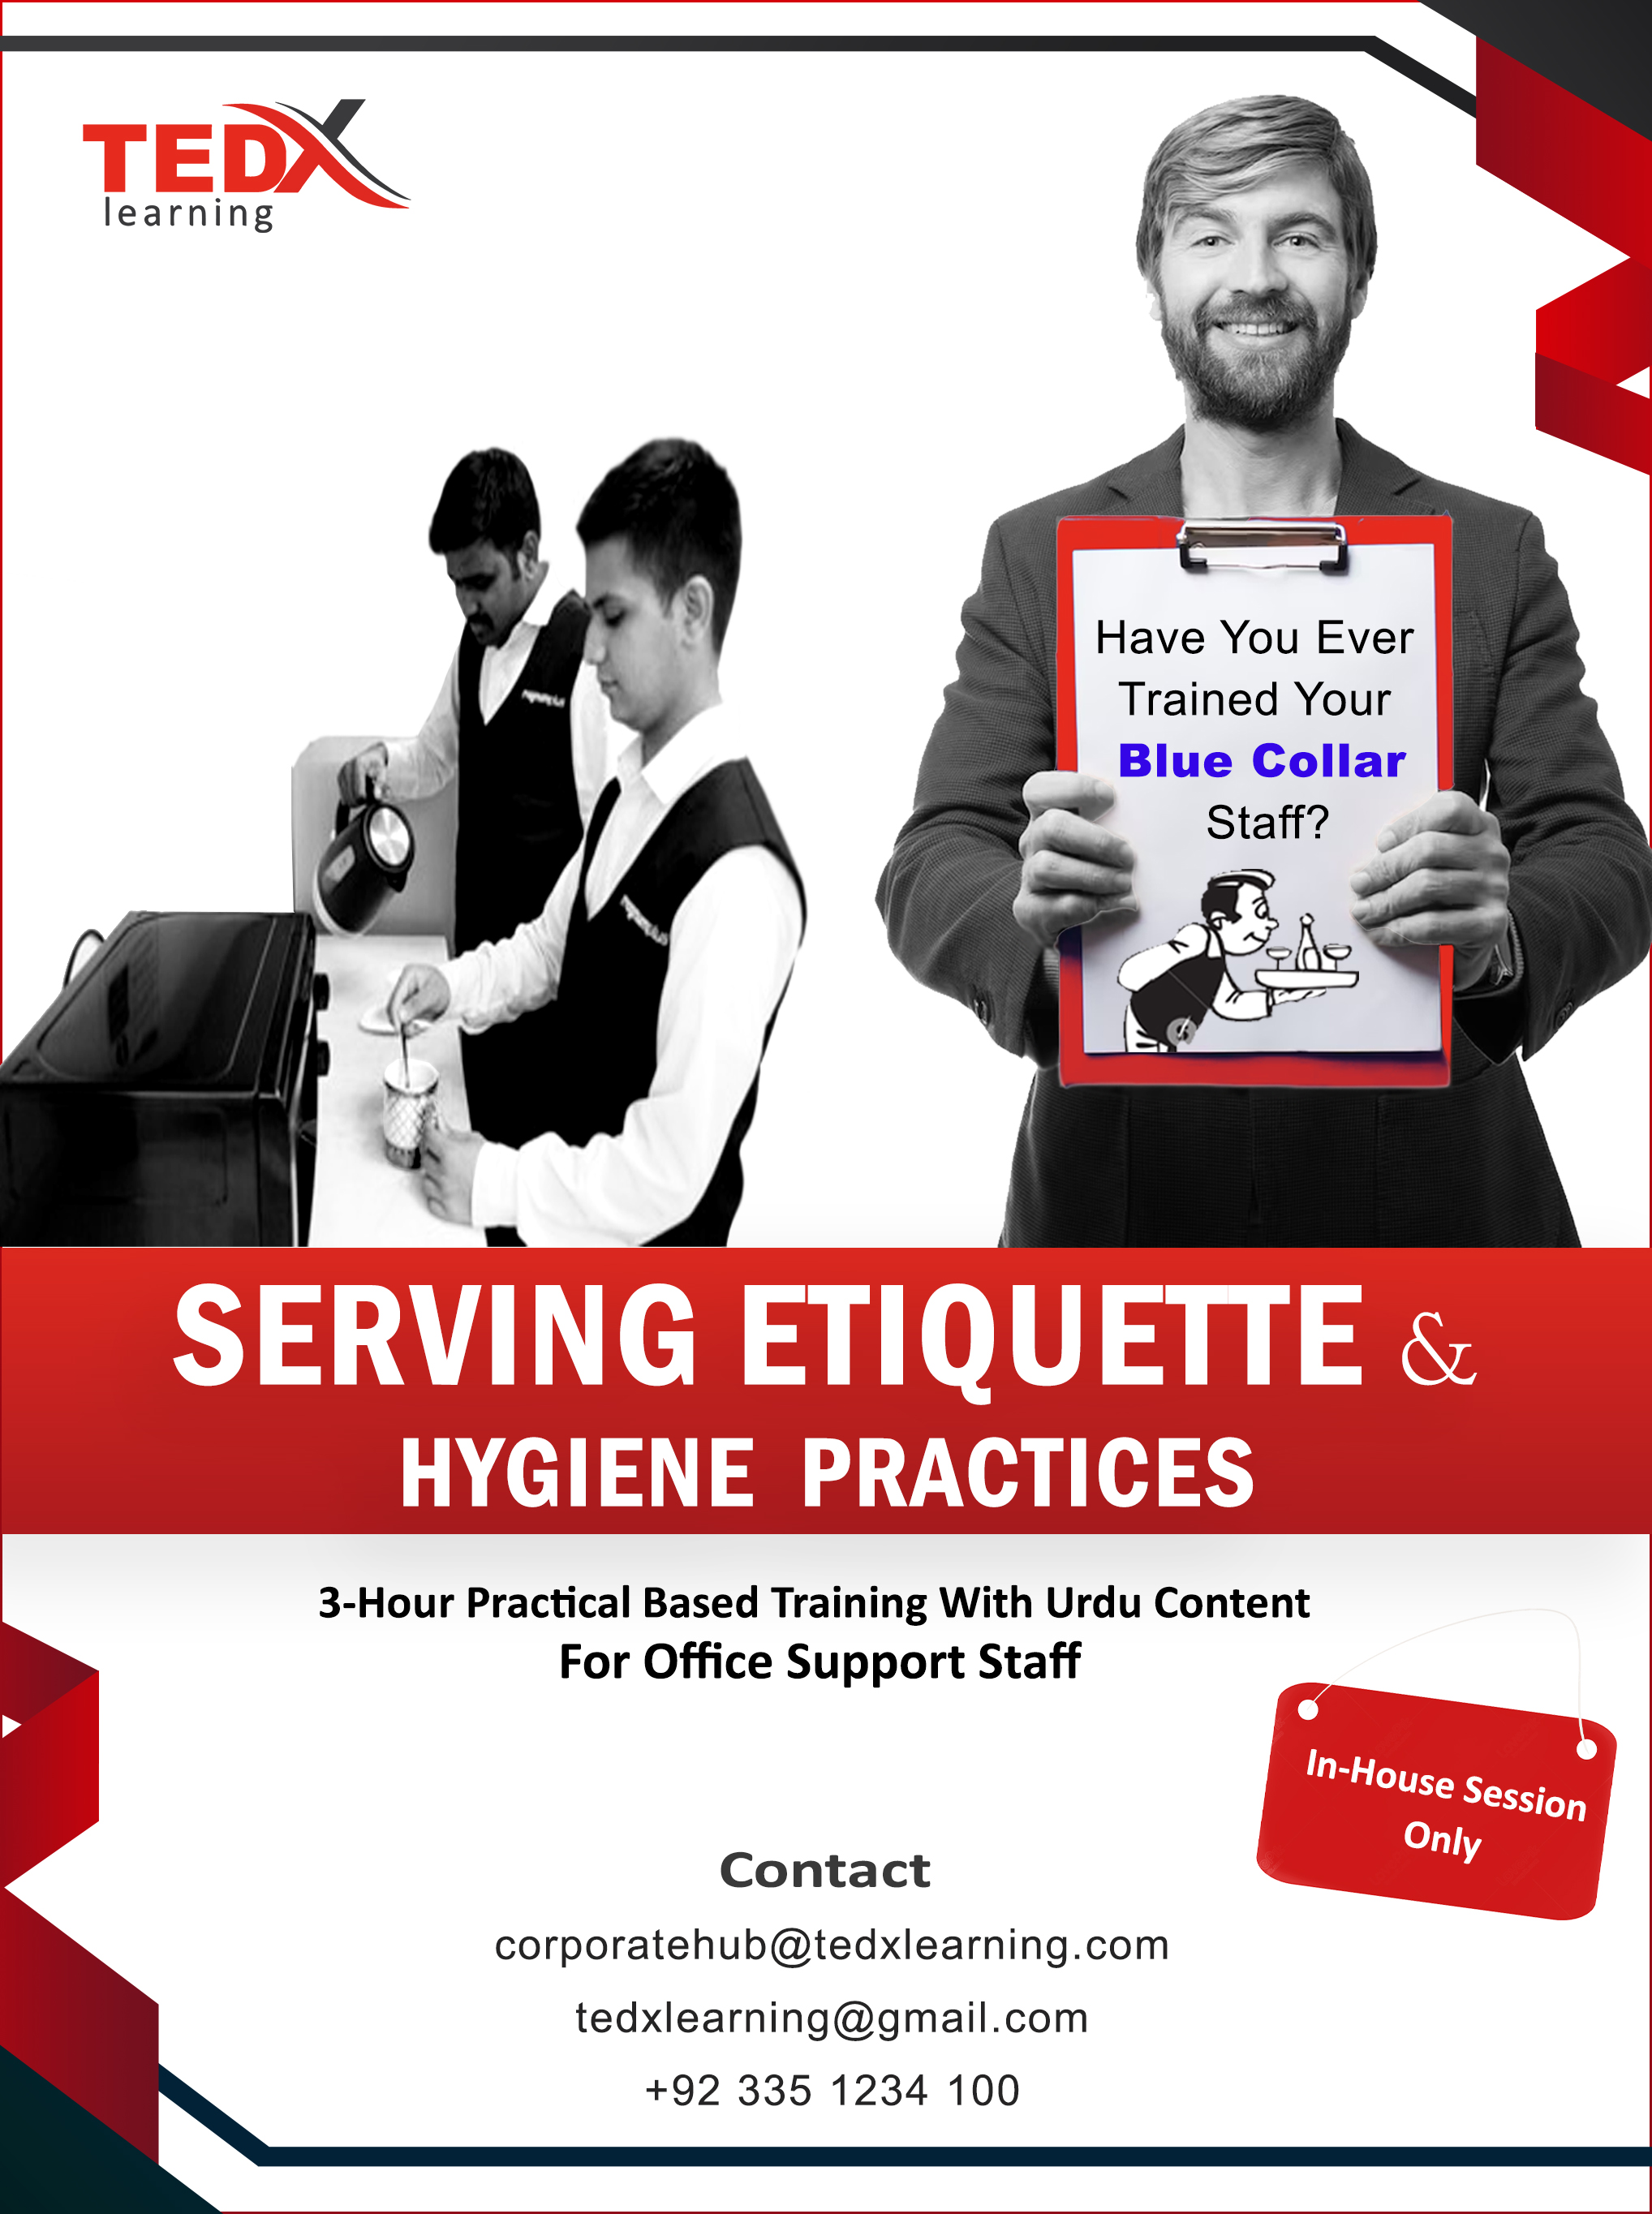 TEDX
learning
Have You Ever
Trained Your
Blue Collar
Staff?
SERVING ETIQUETTE &
HYGIENE PRACTICES
3-Hour Practical Based Training With Urdu Content
For Office Support Staff
In-House Session
Only
Contact
corporatehub@tedxlearning.com
tedxlearning@gmail.com
+92 335 1234 100